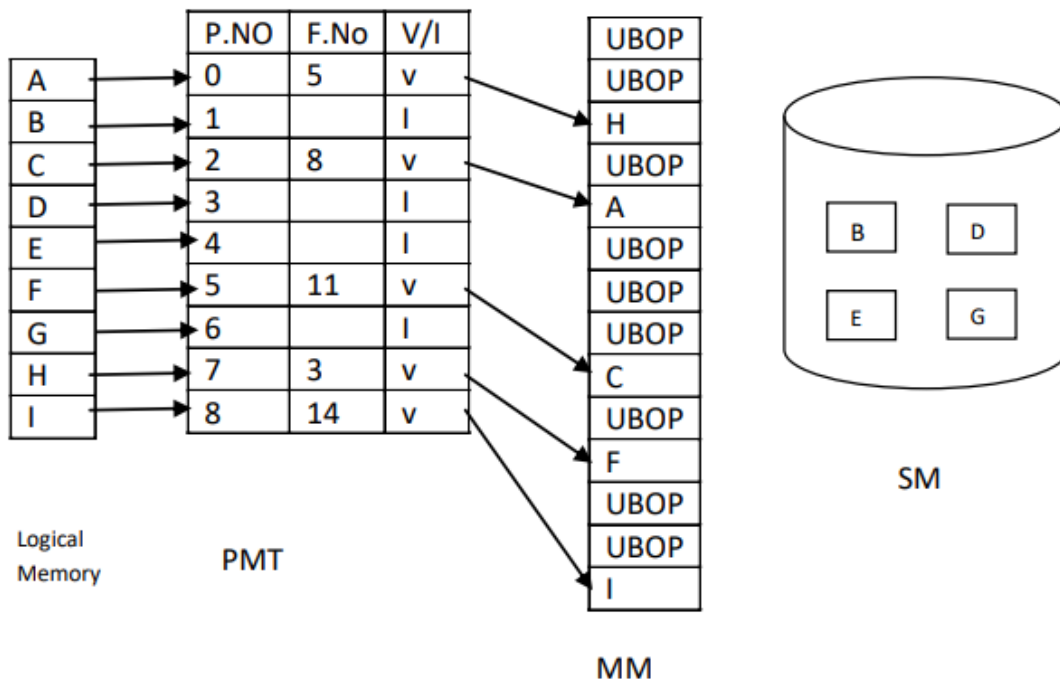 A
B
C
D
E
F
G
H
I
Logical
Memory
P.NO F.No V/I
0 5 v
1 I
2 8 v
3 I
4 I
5 11 v
6 I
7 3 v
8 14 v
PMT
UBOP
UBOP
H
UBOP
A
UBOP
UBOP
UBOP
C
UBOP
F
UBOP
UBOP
I
MM
B D
E G
SM